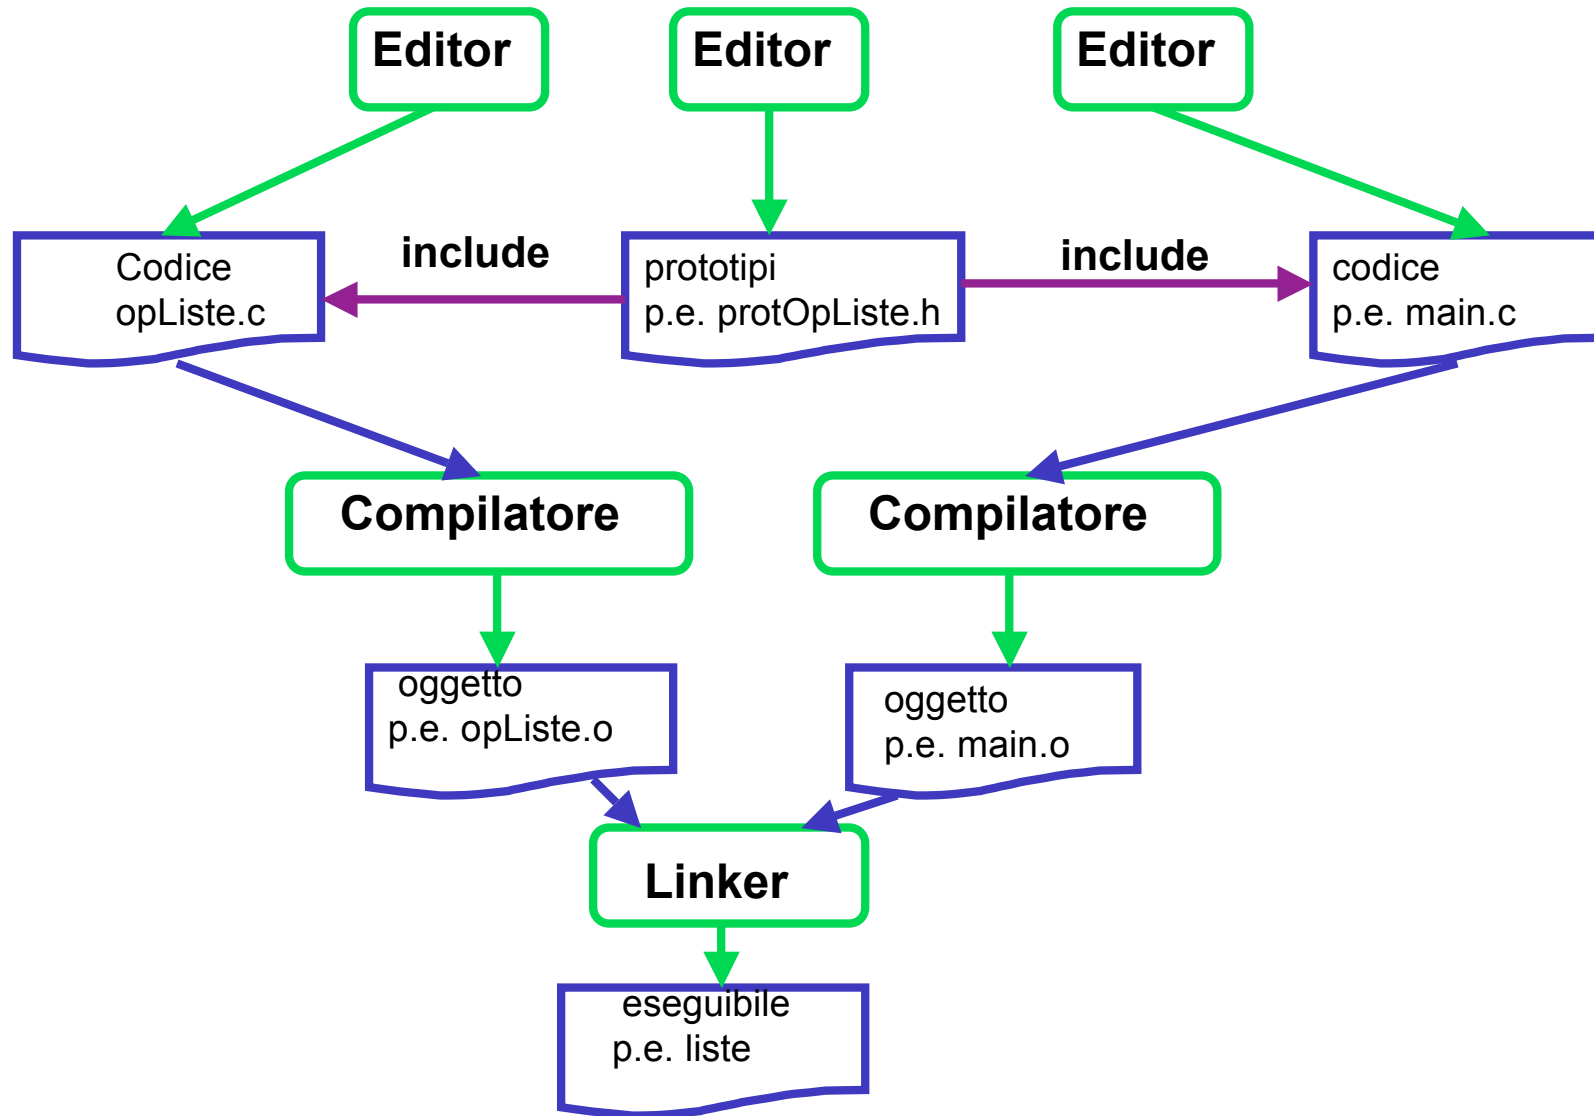 Editor
Editor
Editor
include
include
Codice
opListe.c
prototipi
p.e. protOpListe.h
codice
p.e. main.c
Compilatore
Compilatore
oggetto
p.e. opListe.o
oggetto
p.e. main.o
Linker
eseguibile
p.e. liste